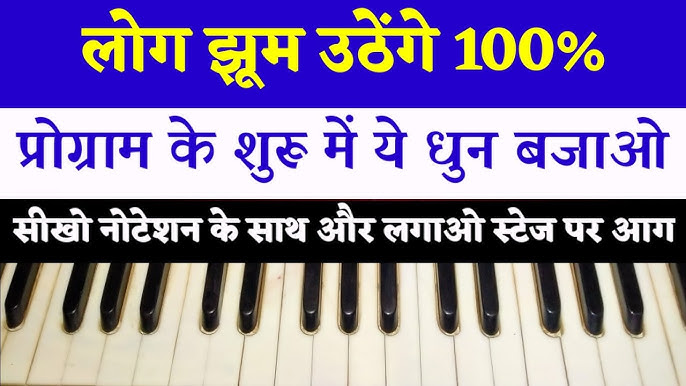 लोग झूम उठेंगे 100%
प्रोग्राम के शुरू में ये धुन बजाओ
सीखो नोटेशन के साथ और लगाओ स्टेज पर आग